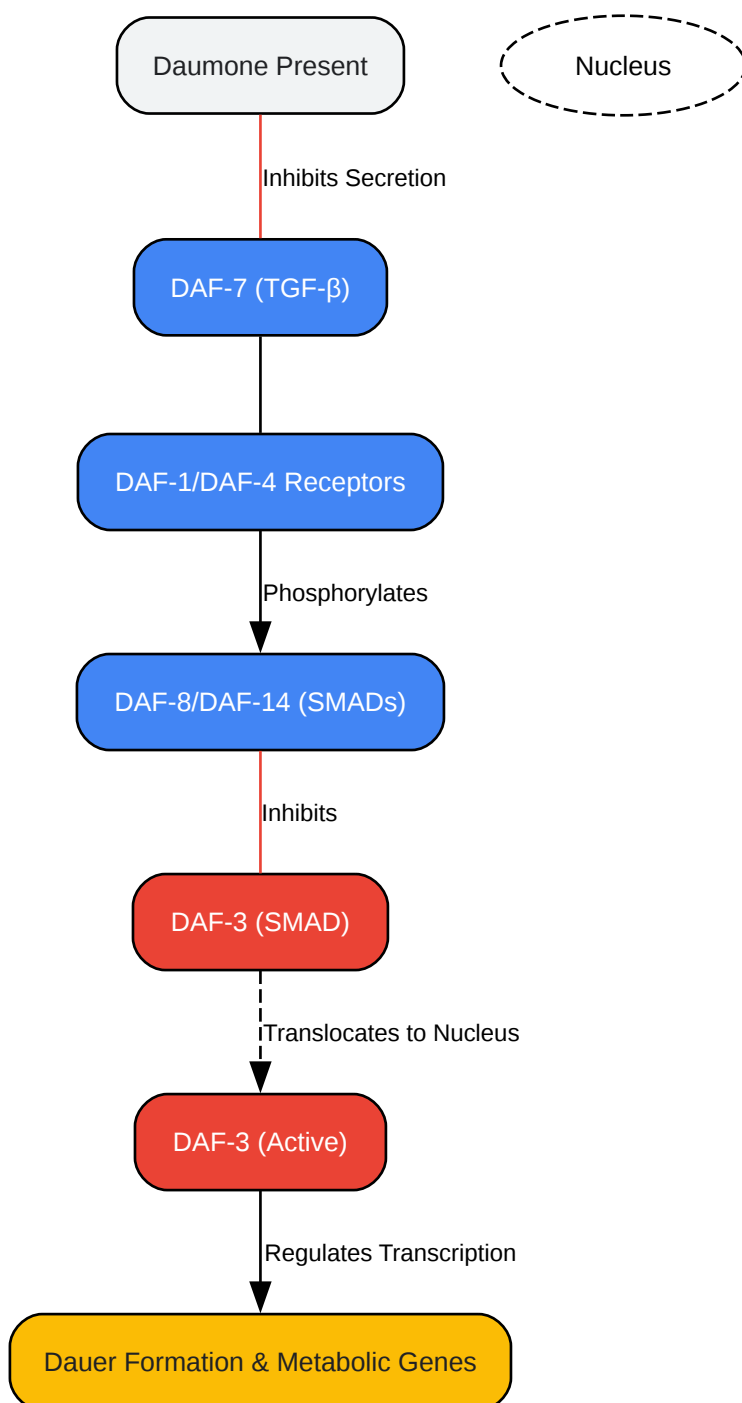 Daumone Present
Nucleus
Inhibits Secretion
DAF-7 (TGF-β)
DAF-1/DAF-4 Receptors
Phosphorylates
DAF-8/DAF-14 (SMADs)
Inhibits
DAF-3 (SMAD)
Translocates to Nucleus
DAF-3 (Active)
Regulates Transcription
Dauer Formation & Metabolic Genes